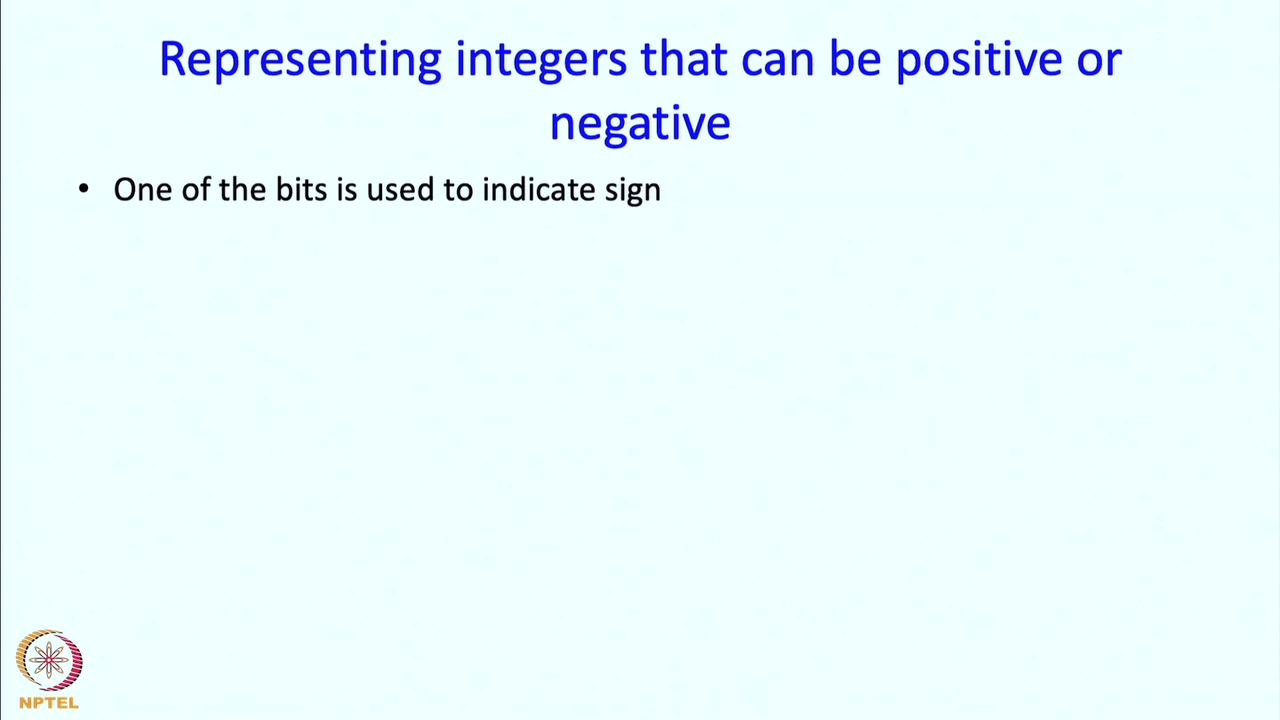 Representing integers that can be positive or
negative
• One of the bits is used to indicate sign
NPTEL